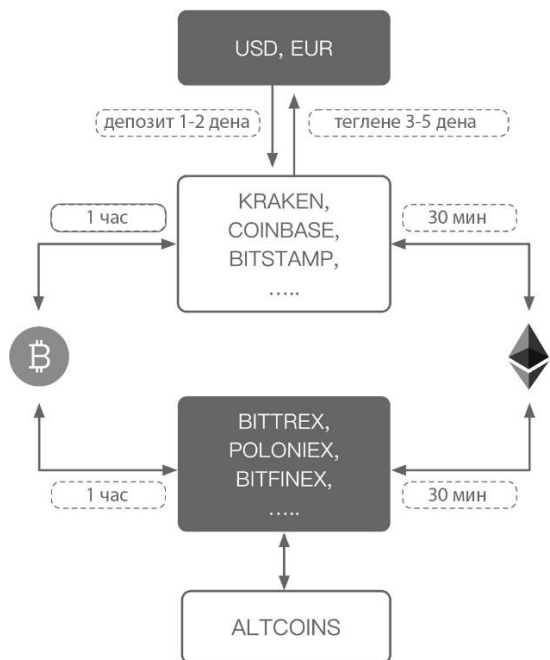 USD, EUR
депозит 1-2 дена
теглене 3-5 дена
KRAKEN,
COINBASE,
BITSTAMP,
.....
1 час
30 мин
BITTREX,
POLONIEX,
BITFINEX,
.....
1 час
30 мин
ALTCOINS